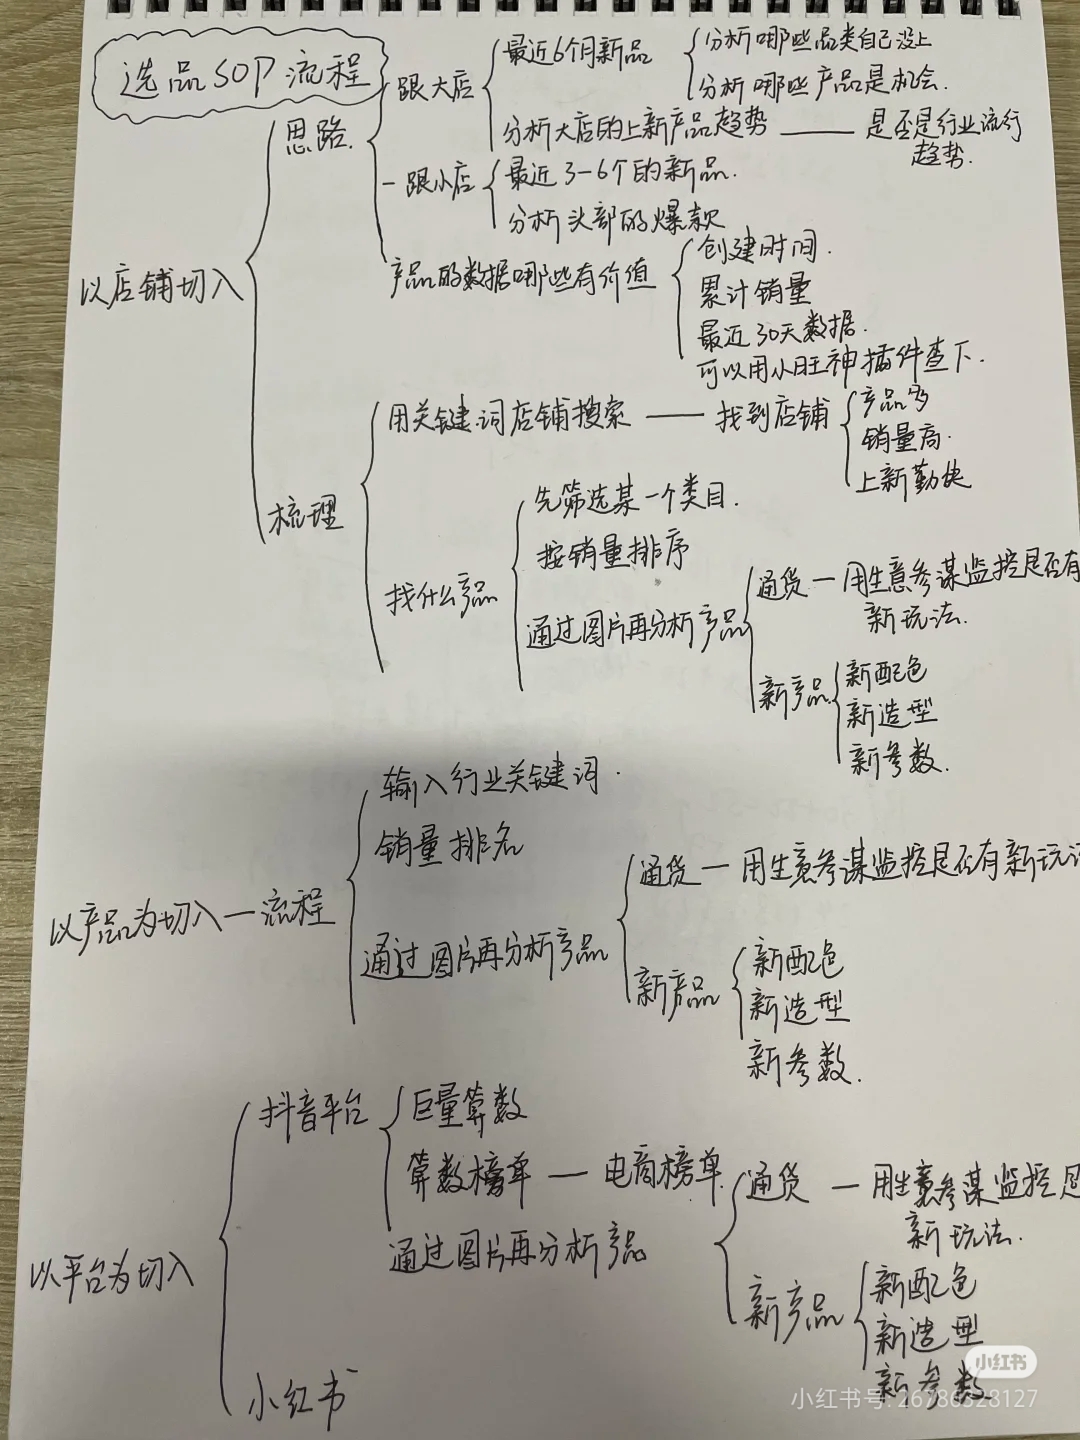 选品SOP流程
以店铺切入
思路.
跟大店
最近6个月新品
分析哪些品类自己没上
分析哪些产品是机会.
分析大店的上新产品趋势 —— 是否是行业流行
趋势.
跟小店
最近3-6个的新品.
分析头部的爆款
产品的数据哪些有价值
创建时间.
累计销量
最近30天数据.
可以用小旺神插件查下.
梳理
用关键词店铺搜索 —— 找到店铺
产品多
销量高.
上新勤快
找什么产品
先筛选某一个类目.
按销量排序
通过图片再分析产品
通货 — 用生意参谋监控是否有
新玩法.
新产品
新配色
新造型
新参数.
以产品为切入 — 流程
输入行业关键词.
销量排名
通过图片再分析产品
通货 — 用生意参谋监控是否有新玩法
新产品
新配色
新造型
新参数.
以平台为切入
抖音平台
巨量算数
算数榜单 — 电商榜单.
通过图片再分析产品
通货 — 用生意参谋监控是
新玩法.
新产品
新配色
新造型
新参数
小红书
小红书
小红书号: 26786328127